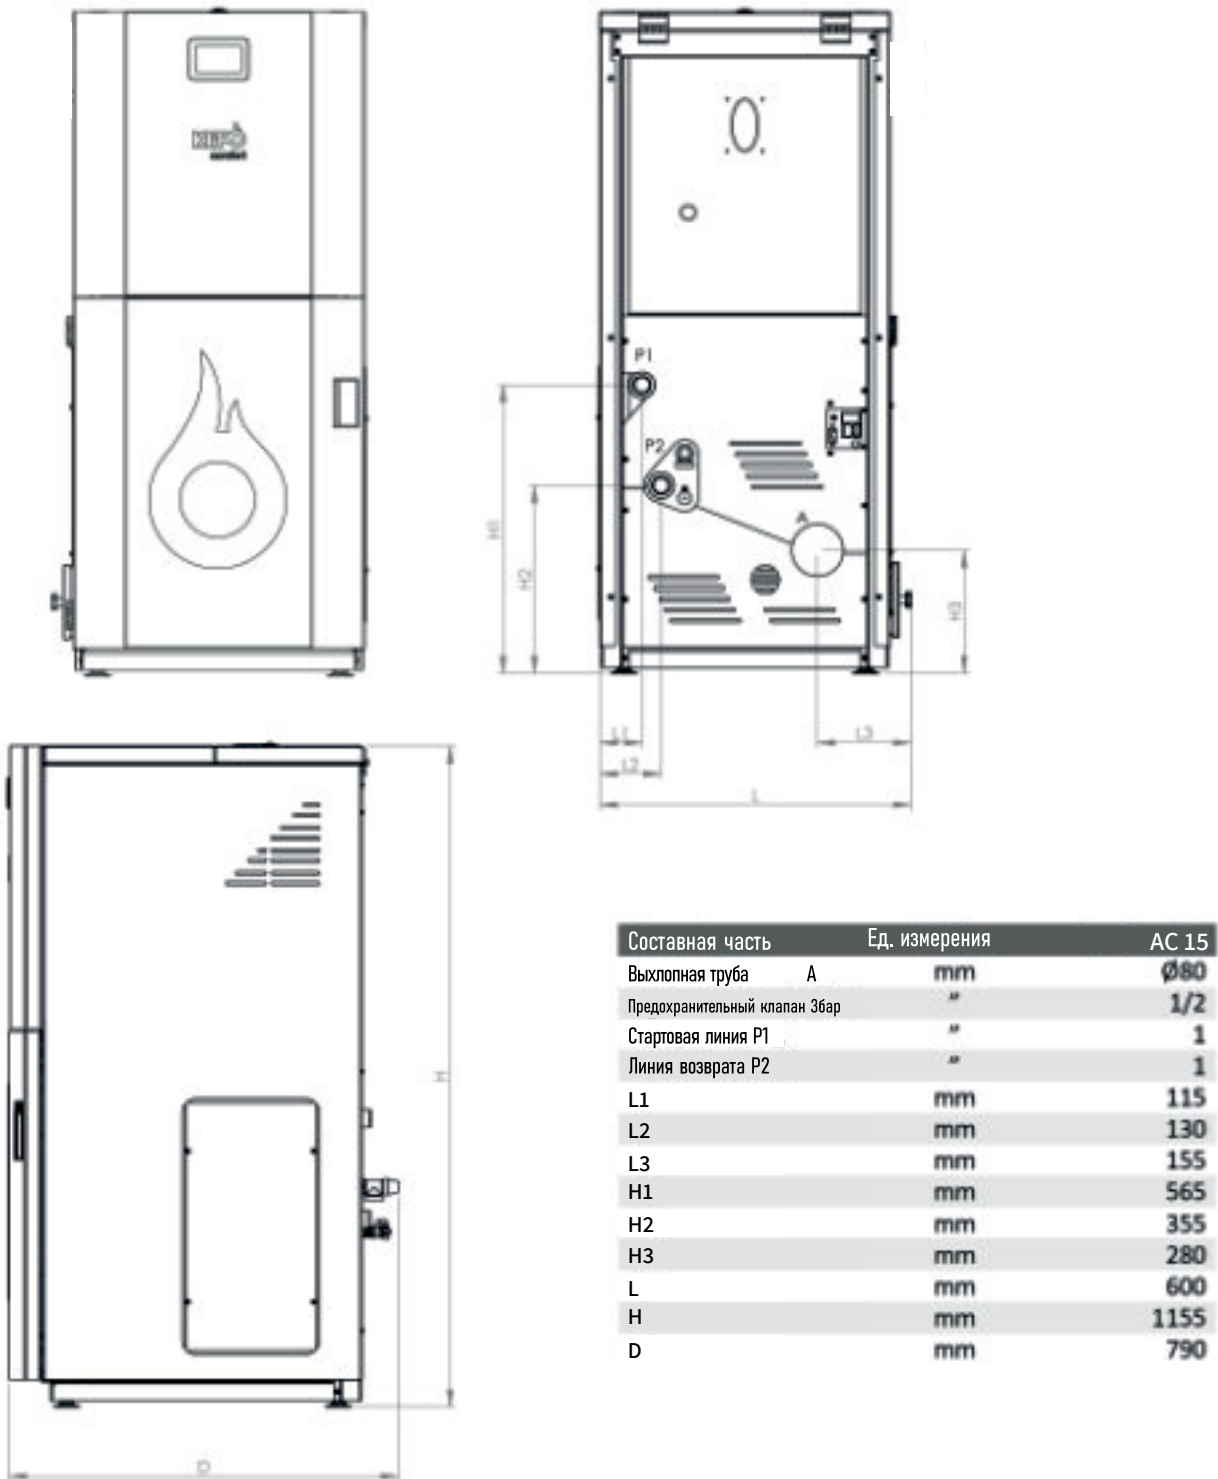 P1
P2
A
H1
H2
H3
L1
L2
L3
L
H
D
Составная часть Ед. измерения AC 15
Выхлопная труба A mm Ø80
Предохранительный клапан 3бар " 1/2
Стартовая линия P1 " 1
Линия возврата P2 " 1
L1 mm 115
L2 mm 130
L3 mm 155
H1 mm 565
H2 mm 355
H3 mm 280
L mm 600
H mm 1155
D mm 790